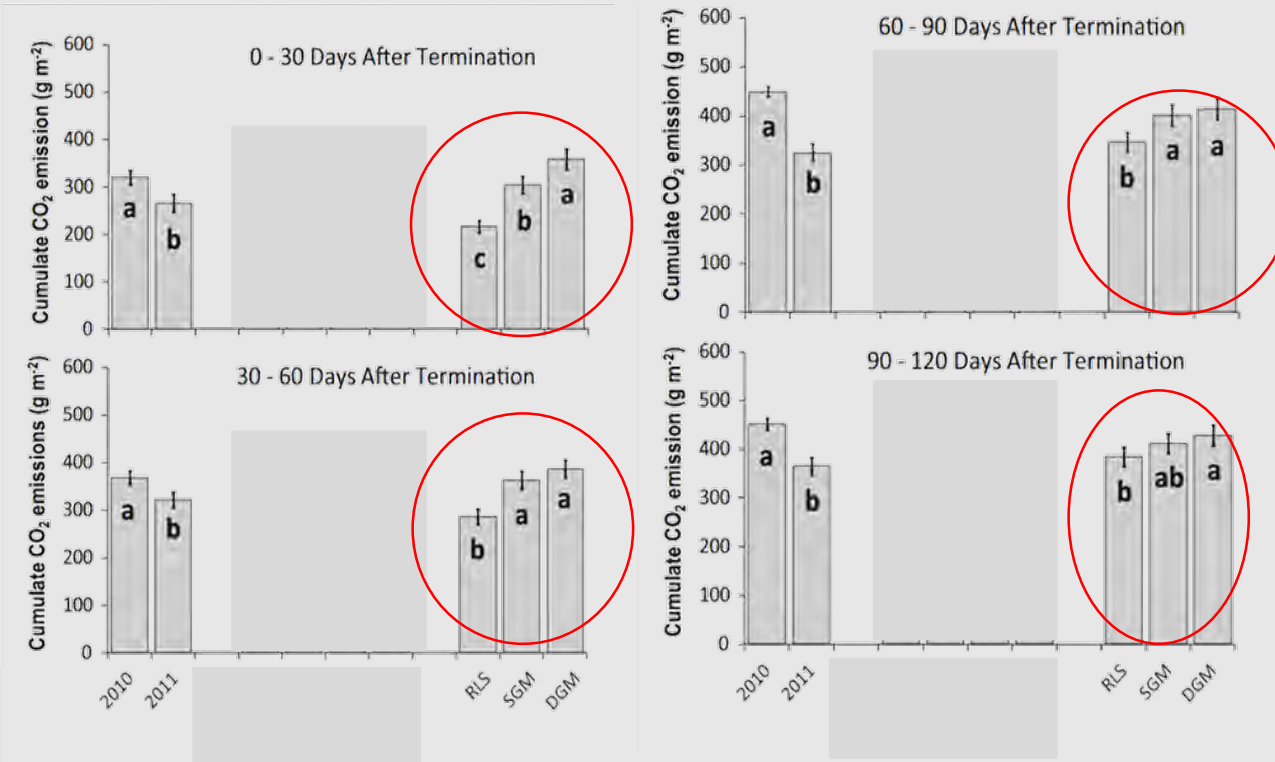 0 - 30 Days After Termination
Cumulate CO₂ emission (g m⁻²)
600
500
400
300
200
100
0
a
b
c
b
a
60 - 90 Days After Termination
Cumulate CO₂ emission (g m⁻²)
600
500
400
300
200
100
0
a
b
b
a
a
30 - 60 Days After Termination
Cumulate CO₂ emissions (g m⁻²)
600
500
400
300
200
100
0
a
b
b
a
a
2010
2011
RLS
SGM
DGM
90 - 120 Days After Termination
Cumulate CO₂ emission (g m⁻²)
600
500
400
300
200
100
0
a
b
b
ab
a
2010
2011
RLS
SGM
DGM